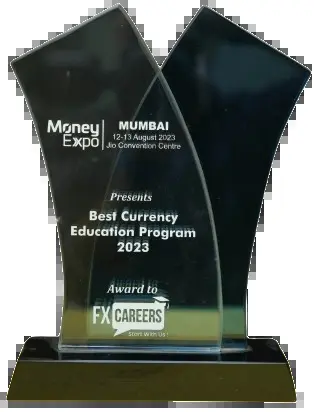 Money Expo
MUMBAI
12-13 August 2023
Jio Convention Centre
Presents
Best Currency
Education Program
2023
Award to
FX CAREERS
Start With Us!